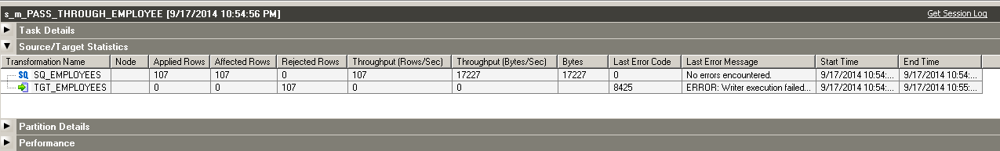 s_m_PASS_THROUGH_EMPLOYEE [9/17/2014 10:54:56 PM] Get Session Log
Task Details
Source/Target Statistics
Transformation Name Node Applied Rows Affected Rows Rejected Rows Throughput (Rows/Sec) Throughput (Bytes/Sec) Bytes Last Error Code Last Error Message Start Time End Time
SQ SQ_EMPLOYEES 107 107 0 107 17227 17227 0 No errors encountered. 9/17/2014 10:54:... 9/17/2014 10:54:...
TGT_EMPLOYEES 0 0 107 0 0 8425 ERROR: Writer execution failed... 9/17/2014 10:54:... 9/17/2014 10:55:...
Partition Details
Performance